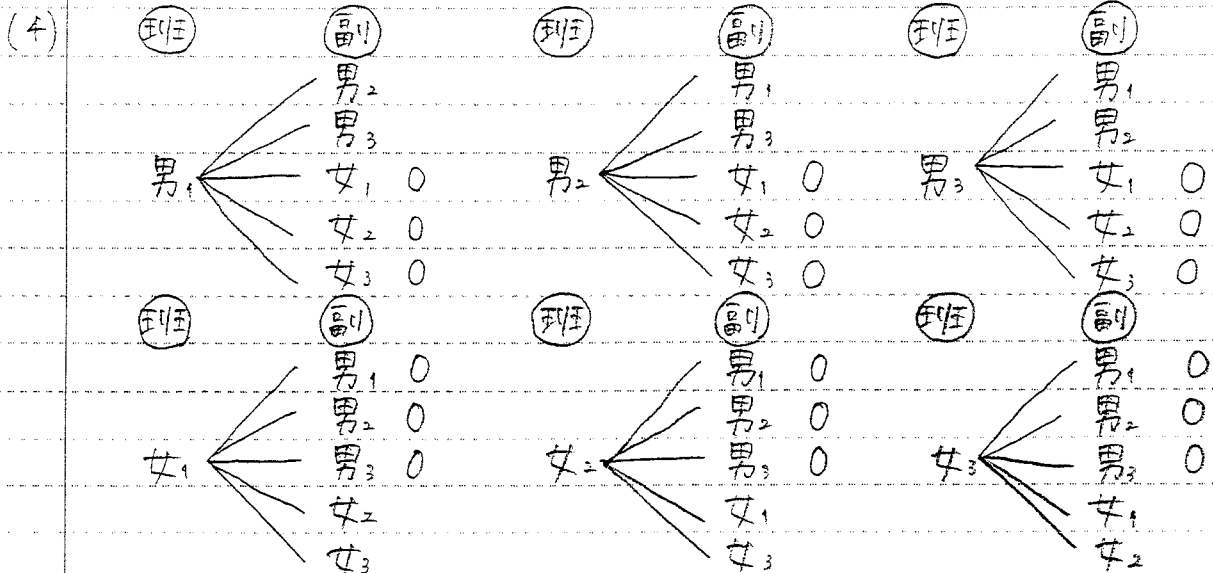 (4) 班 副 班 副 班 副
男₂ 男₁ 男₁
男₃ 男₃ 男₂
男₁ 女₁ ○ 男₂ 女₁ ○ 男₃ 女₁ ○
女₂ ○ 女₂ ○ 女₂ ○
女₃ ○ 女₃ ○ 女₃ ○
班 副 班 副 班 副
男₁ ○ 男₁ ○ 男₁ ○
男₂ ○ 男₂ ○ 男₂ ○
女₁ 男₃ ○ 女₂ 男₃ ○ 女₃ 男₃ ○
女₂ 女₁ 女₁
女₃ 女₃ 女₂